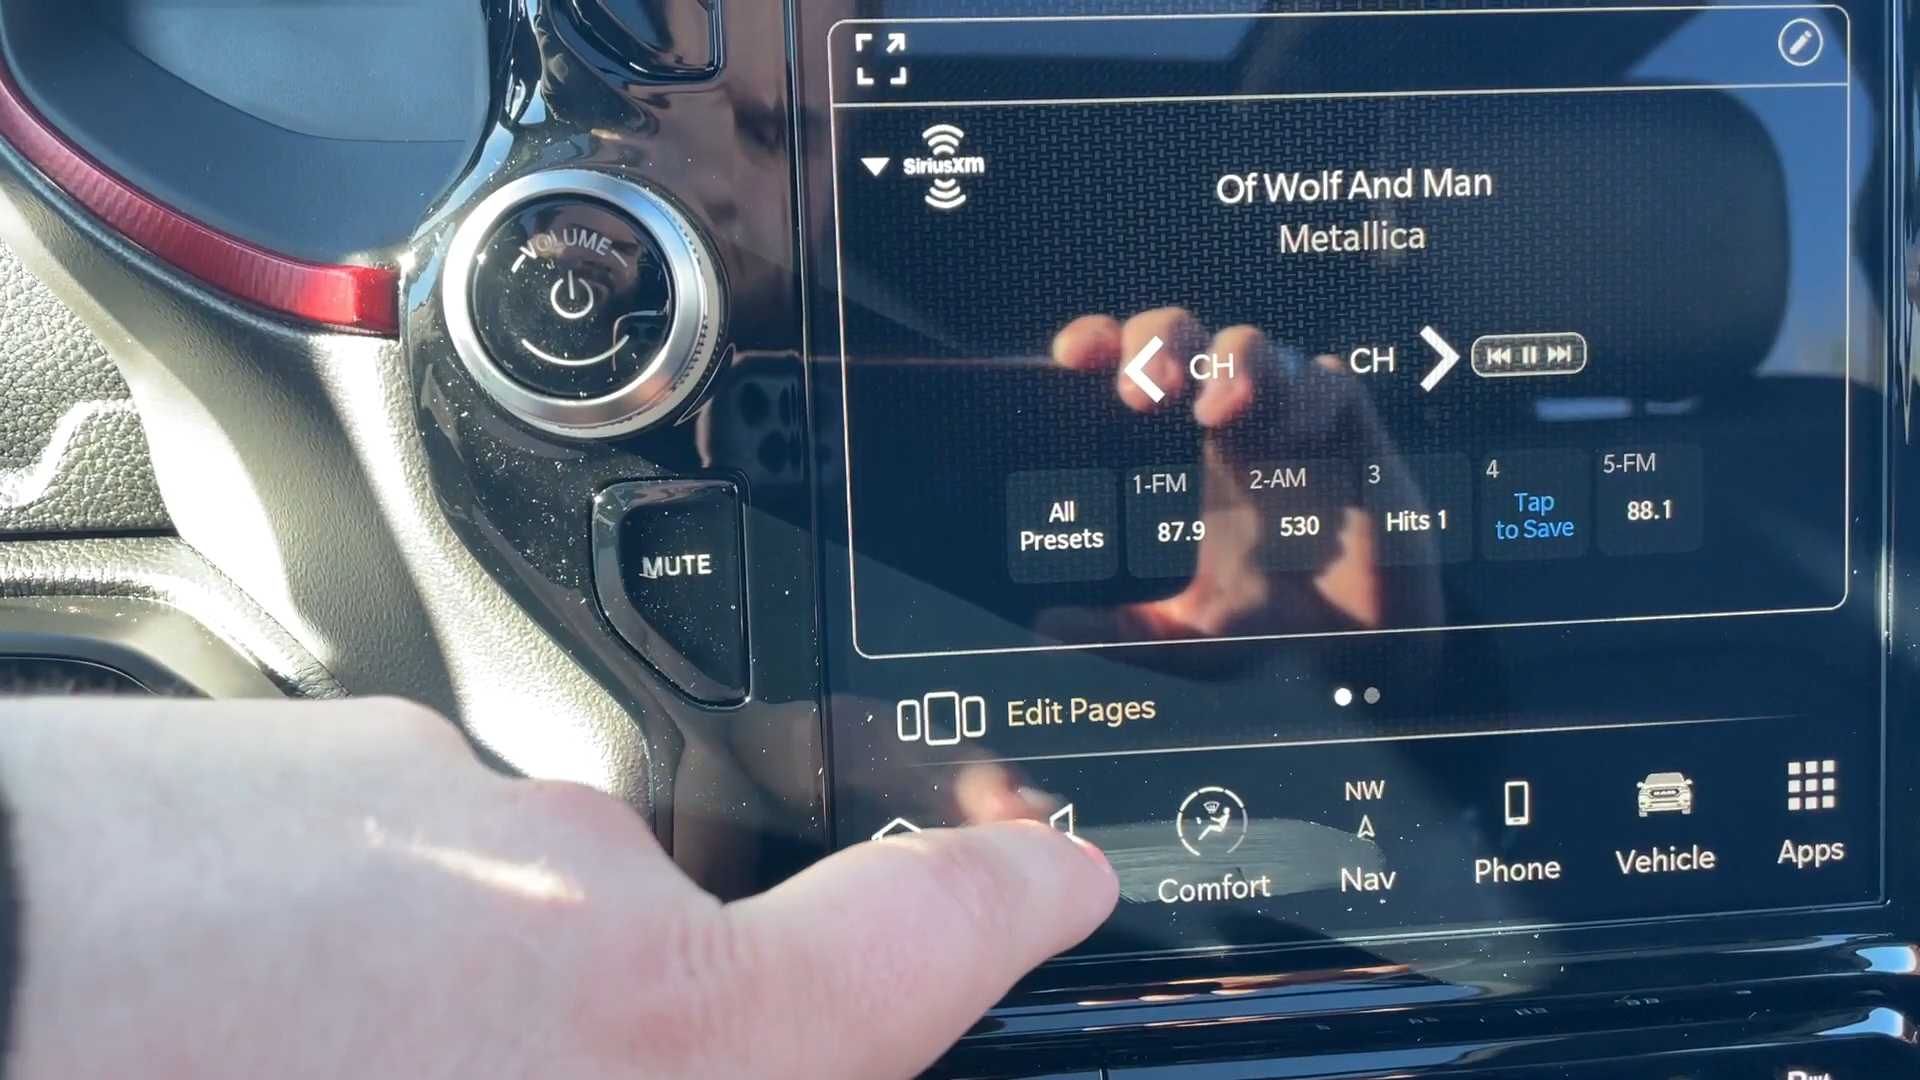 VOLUME
MUTE
SiriusXM
Of Wolf And Man
Metallica
CH
CH
All
Presets
1-FM
87.9
2-AM
530
3
Hits 1
4
Tap
to Save
5-FM
88.1
Edit Pages
Comfort
NW
Nav
Phone
Vehicle
Apps